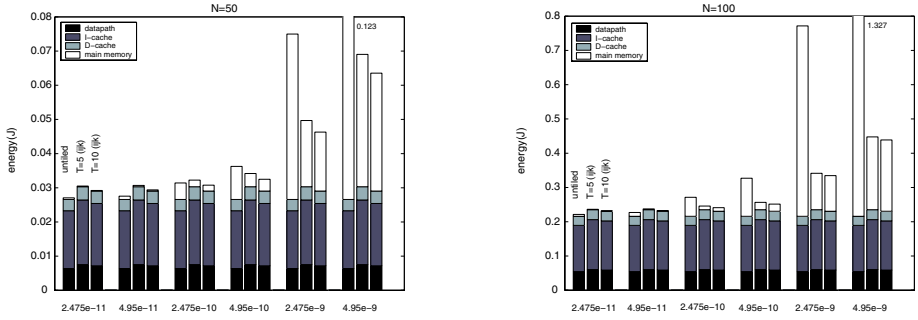 N=50
0.08
0.07
0.06
0.05
0.04
0.03
0.02
0.01
0
energy(J)
datapath
I−cache
D−cache
main memory
0.123
untiled
T=5 (ijk)
T=10 (ijk)
2.475e−11
4.95e−11
2.475e−10
4.95e−10
2.475e−9
4.95e−9
N=100
0.8
0.7
0.6
0.5
0.4
0.3
0.2
0.1
0
energy(J)
datapath
I−cache
D−cache
main memory
1.327
untiled
T=5 (ijk)
T=10 (ijk)
2.475e−11
4.95e−11
2.475e−10
4.95e−10
2.475e−9
4.95e−9